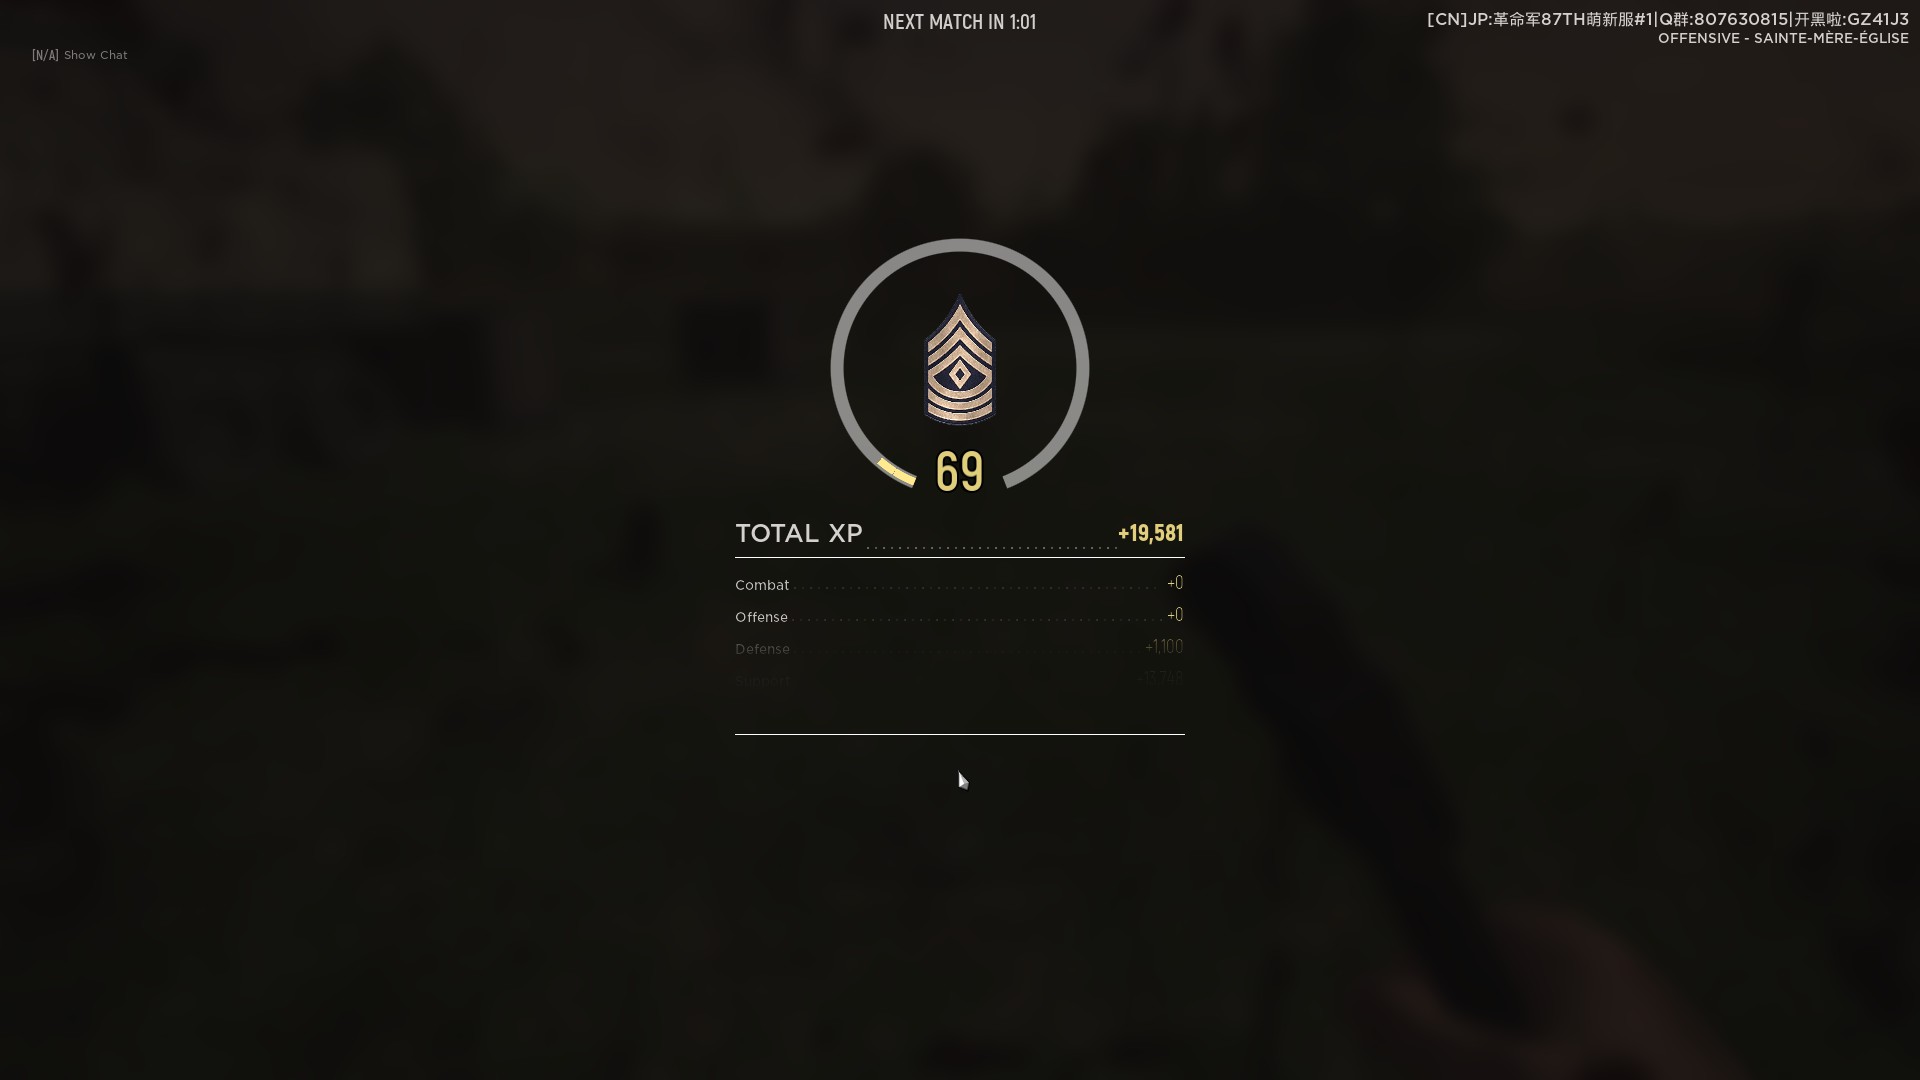 NEXT MATCH IN 1:01
[CN]JP:革命军87TH萌新服#1|Q群:807630815|开黑啦:GZ41J3
OFFENSIVE - SAINTE-MÈRE-ÉGLISE
[N/A] Show Chat
69
TOTAL XP +19,581
Combat +0
Offense +0
Defense +1,100
Support